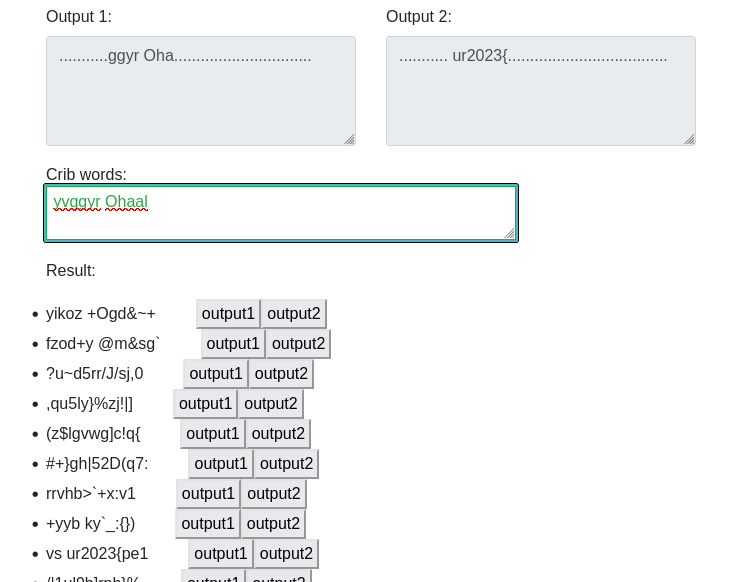 Output 1:
Output 2:
...........ggyr Oha...............................
........... ur2023{....................................
Crib words:
yvggyr Ohaal
Result:
yikoz +Ogd&~+ output1 output2
fzod+y @m&sg` output1 output2
?u~d5rr/J/sj,0 output1 output2
,qu5ly}%zj!|] output1 output2
(z$lgvwg]c!q{ output1 output2
#+}gh|52D(q7: output1 output2
rrvhb>`+x:v1 output1 output2
+yyb ky`_:{}) output1 output2
vs ur2023{pe1 output1 output2
output1 output2